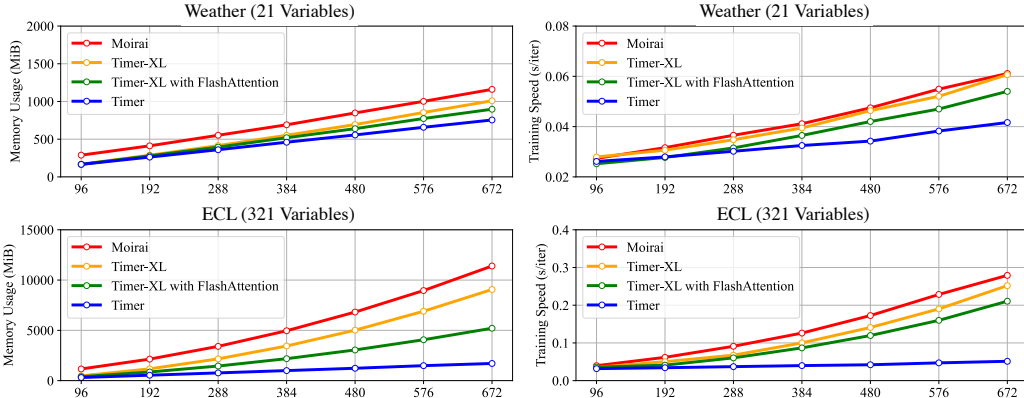 Weather (21 Variables)
Memory Usage (MiB)
2000
1500
1000
500
0
Moirai
Timer-XL
Timer-XL with FlashAttention
Timer
96 192 288 384 480 576 672
Weather (21 Variables)
Training Speed (s/iter)
0.08
0.06
0.04
0.02
Moirai
Timer-XL
Timer-XL with FlashAttention
Timer
96 192 288 384 480 576 672
ECL (321 Variables)
Memory Usage (MiB)
15000
10000
5000
0
Moirai
Timer-XL
Timer-XL with FlashAttention
Timer
96 192 288 384 480 576 672
ECL (321 Variables)
Training Speed (s/iter)
0.4
0.3
0.2
0.1
0.0
Moirai
Timer-XL
Timer-XL with FlashAttention
Timer
96 192 288 384 480 576 672